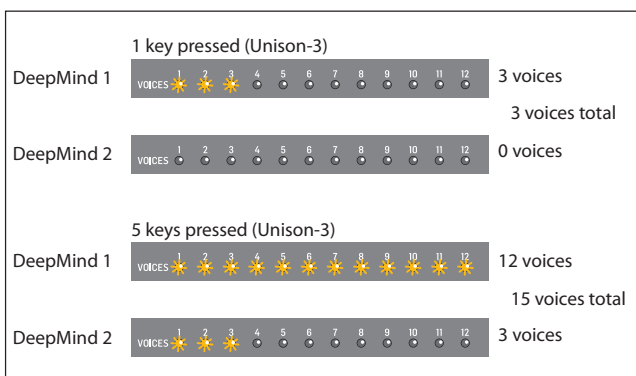 1 key pressed (Unison-3)
DeepMind 1
VOICES 1 2 3 4 5 6 7 8 9 10 11 12
3 voices
3 voices total
DeepMind 2
VOICES 1 2 3 4 5 6 7 8 9 10 11 12
0 voices
5 keys pressed (Unison-3)
DeepMind 1
VOICES 1 2 3 4 5 6 7 8 9 10 11 12
12 voices
15 voices total
DeepMind 2
VOICES 1 2 3 4 5 6 7 8 9 10 11 12
3 voices